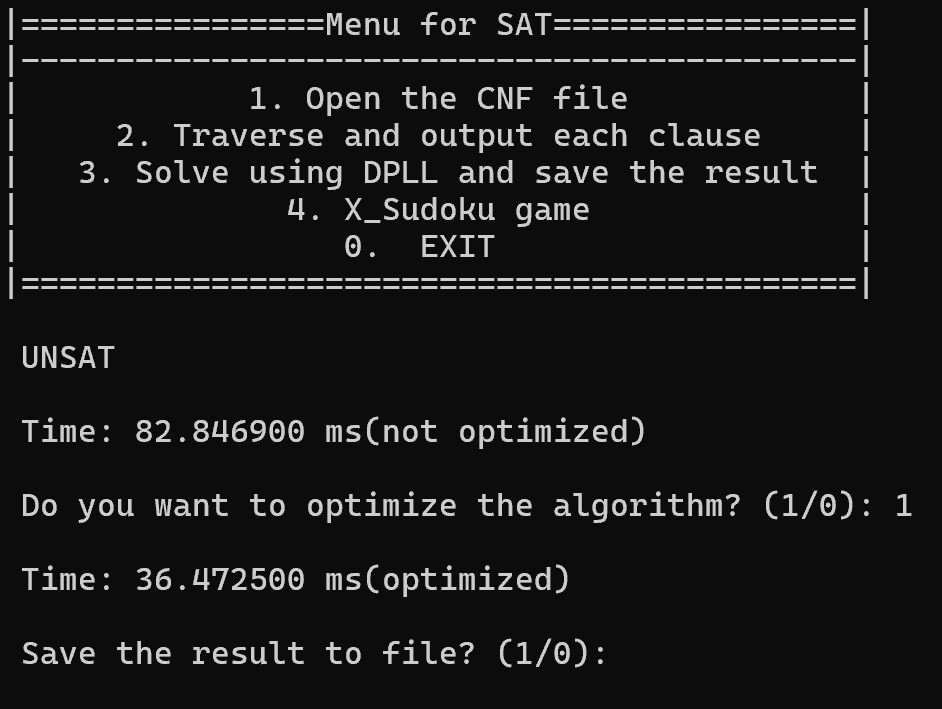 |================Menu for SAT================|
|--------------------------------------------|
| 1. Open the CNF file |
| 2. Traverse and output each clause |
| 3. Solve using DPLL and save the result |
| 4. X_Sudoku game |
| 0.  EXIT |
|============================================|
UNSAT
Time: 82.846900 ms(not optimized)
Do you want to optimize the algorithm? (1/0): 1
Time: 36.472500 ms(optimized)
Save the result to file? (1/0):